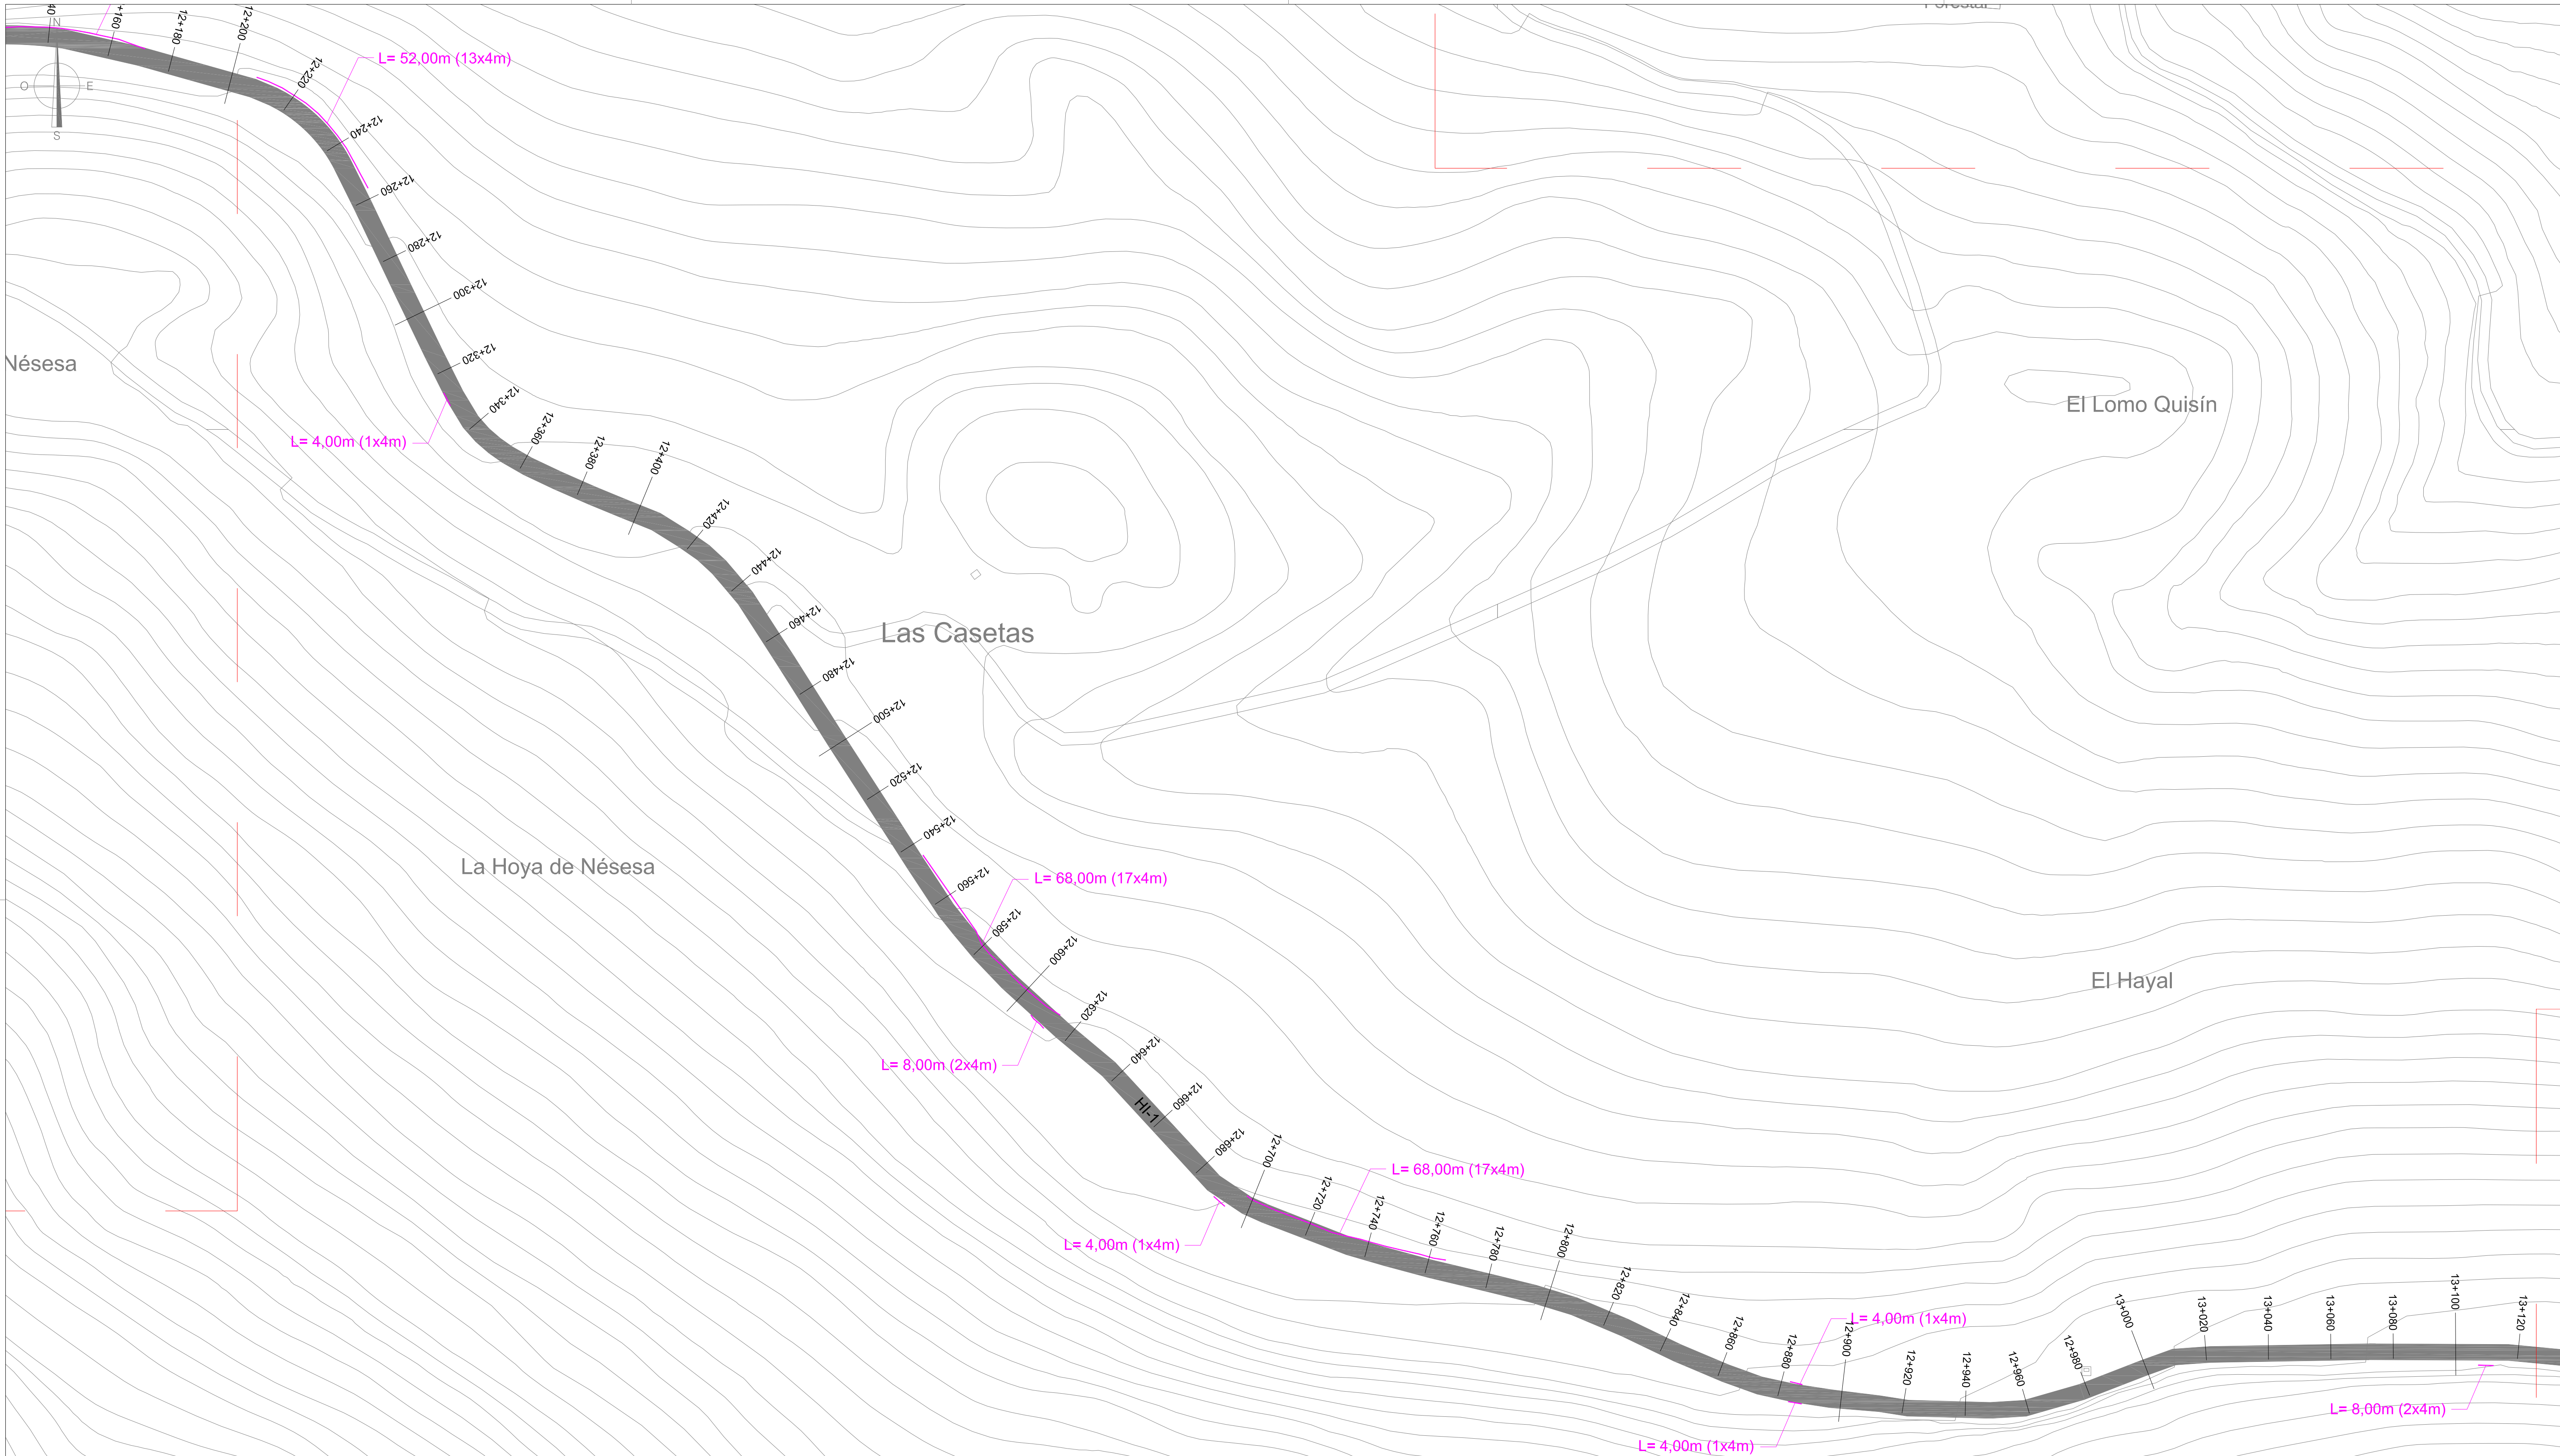 40
+160
12+180
12+200
12+220
12+240
12+260
12+280
12+300
12+320
12+340
12+360
12+380
12+400
12+420
12+440
12+460
12+480
12+500
12+520
12+540
12+560
12+580
12+600
12+620
12+640
12+660
12+680
12+700
12+720
12+740
12+760
12+780
12+800
12+820
12+840
12+860
12+880
12+900
12+920
12+940
12+960
12+980
13+000
13+020
13+040
13+060
13+080
13+100
13+120
N
O
E
S
L= 52,00m (13x4m)
L= 4,00m (1x4m)
L= 68,00m (17x4m)
L= 8,00m (2x4m)
L= 68,00m (17x4m)
L= 4,00m (1x4m)
L= 4,00m (1x4m)
L= 4,00m (1x4m)
L= 8,00m (2x4m)
HI-1
Forestal
Nésesa
El Lomo Quisín
Las Casetas
La Hoya de Nésesa
El Hayal